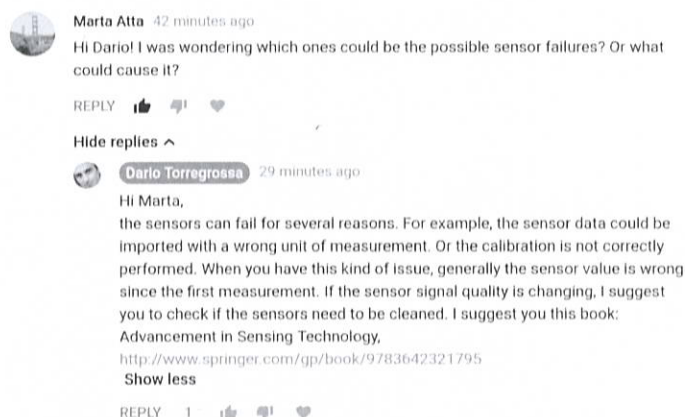 Marta Atta 42 minutes ago
Hi Dario! I was wondering which ones could be the possible sensor failures? Or what
could cause it?
REPLY
Hide replies
Dario Torregrossa 29 minutes ago
Hi Marta,
the sensors can fail for several reasons. For example, the sensor data could be
imported with a wrong unit of measurement. Or the calibration is not correctly
performed. When you have this kind of issue, generally the sensor value is wrong
since the first measurement. If the sensor signal quality is changing, I suggest
you to check if the sensors need to be cleaned. I suggest you this book:
Advancement in Sensing Technology,
http://www.springer.com/gp/book/9783642321795
Show less
REPLY 1